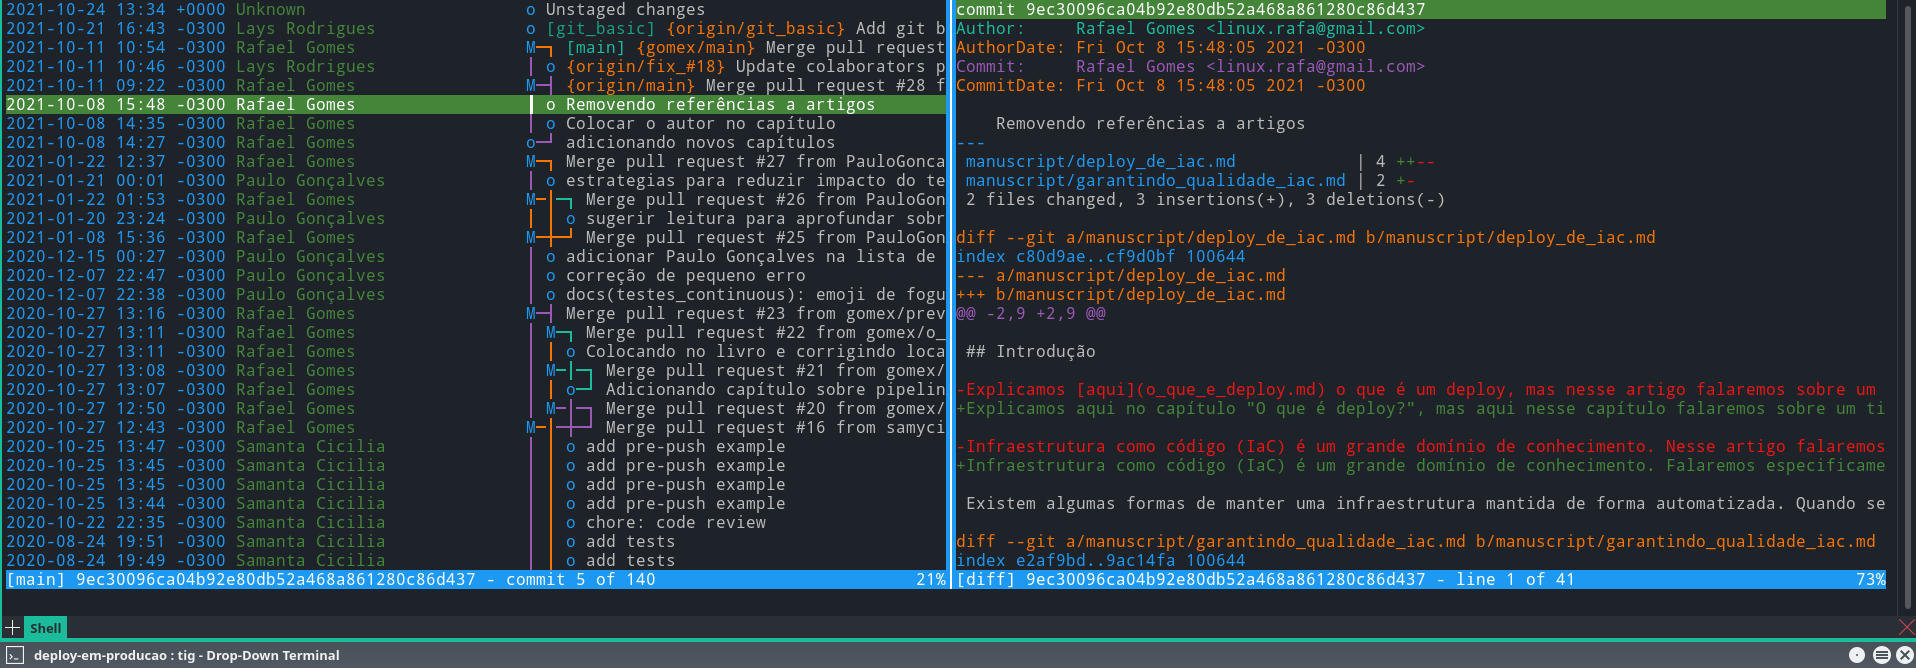 2021-10-24 13:34 +0000 Unknown o Unstaged changes
2021-10-21 16:43 -0300 Lays Rodrigues o [git_basic] {origin/git_basic} Add git b
2021-10-11 10:54 -0300 Rafael Gomes M─┐ [main] {gomex/main} Merge pull request
2021-10-11 10:46 -0300 Lays Rodrigues │ o {origin/fix_#18} Update colaborators p
2021-10-11 09:22 -0300 Rafael Gomes M─┤ {origin/main} Merge pull request #28 f
2021-10-08 15:48 -0300 Rafael Gomes │ o Removendo referências a artigos
2021-10-08 14:35 -0300 Rafael Gomes │ o Colocar o autor no capítulo
2021-10-08 14:27 -0300 Rafael Gomes o─┘ adicionando novos capítulos
2021-01-22 12:37 -0300 Rafael Gomes M─┐ Merge pull request #27 from PauloGonca
2021-01-21 00:01 -0300 Paulo Gonçalves │ o estrategias para reduzir impacto do te
2021-01-22 01:53 -0300 Rafael Gomes M─│─┐ Merge pull request #26 from PauloGon
2021-01-20 23:24 -0300 Paulo Gonçalves │ │ o sugerir leitura para aprofundar sobr
2021-01-08 15:36 -0300 Rafael Gomes M─┼─┘ Merge pull request #25 from PauloGon
2020-12-15 00:27 -0300 Paulo Gonçalves │ o adicionar Paulo Gonçalves na lista de
2020-12-07 22:47 -0300 Paulo Gonçalves │ o correção de pequeno erro
2020-12-07 22:38 -0300 Paulo Gonçalves │ o docs(testes_continuous): emoji de fogu
2020-10-27 13:16 -0300 Rafael Gomes M─┤ Merge pull request #23 from gomex/prev
2020-10-27 13:11 -0300 Rafael Gomes │ M─┐ Merge pull request #22 from gomex/o_
2020-10-27 13:11 -0300 Rafael Gomes │ │ o Colocando no livro e corrigindo loca
2020-10-27 13:08 -0300 Rafael Gomes │ M─│─┐ Merge pull request #21 from gomex/
2020-10-27 13:07 -0300 Rafael Gomes │ │ o─┘ Adicionando capítulo sobre pipelin
2020-10-27 12:50 -0300 Rafael Gomes │ M─│─┐ Merge pull request #20 from gomex/
2020-10-27 12:43 -0300 Rafael Gomes M─│─┼─┘ Merge pull request #16 from samyci
2020-10-25 13:47 -0300 Samanta Cicilia │ │ o add pre-push example
2020-10-25 13:45 -0300 Samanta Cicilia │ │ o add pre-push example
2020-10-25 13:45 -0300 Samanta Cicilia │ │ o add pre-push example
2020-10-25 13:44 -0300 Samanta Cicilia │ │ o add pre-push example
2020-10-22 22:35 -0300 Samanta Cicilia │ │ o chore: code review
2020-08-24 19:51 -0300 Samanta Cicilia │ │ o add tests
2020-08-24 19:49 -0300 Samanta Cicilia │ │ o add tests
[main] 9ec30096ca04b92e80db52a468a861280c86d437 - commit 5 of 140 21%
commit 9ec30096ca04b92e80db52a468a861280c86d437
Author: Rafael Gomes <linux.rafa@gmail.com>
AuthorDate: Fri Oct 8 15:48:05 2021 -0300
Commit: Rafael Gomes <linux.rafa@gmail.com>
CommitDate: Fri Oct 8 15:48:05 2021 -0300
Removendo referências a artigos
---
manuscript/deploy_de_iac.md | 4 ++--
manuscript/garantindo_qualidade_iac.md | 2 +-
2 files changed, 3 insertions(+), 3 deletions(-)
diff --git a/manuscript/deploy_de_iac.md b/manuscript/deploy_de_iac.md
index c80d9ae..cf9d0bf 100644
--- a/manuscript/deploy_de_iac.md
+++ b/manuscript/deploy_de_iac.md
@@ -2,9 +2,9 @@
## Introdução
-Explicamos [aqui](o_que_e_deploy.md) o que é um deploy, mas nesse artigo falaremos sobre um
+Explicamos aqui no capítulo "O que é deploy?", mas aqui nesse capítulo falaremos sobre um ti
-Infraestrutura como código (IaC) é um grande domínio de conhecimento. Nesse artigo falaremos
+Infraestrutura como código (IaC) é um grande domínio de conhecimento. Falaremos especificame
Existem algumas formas de manter uma infraestrutura mantida de forma automatizada. Quando se
diff --git a/manuscript/garantindo_qualidade_iac.md b/manuscript/garantindo_qualidade_iac.md
index e2af9bd..9ac14fa 100644
[diff] 9ec30096ca04b92e80db52a468a861280c86d437 - line 1 of 41 73%
Shell
deploy-em-producao : tig - Drop-Down Terminal